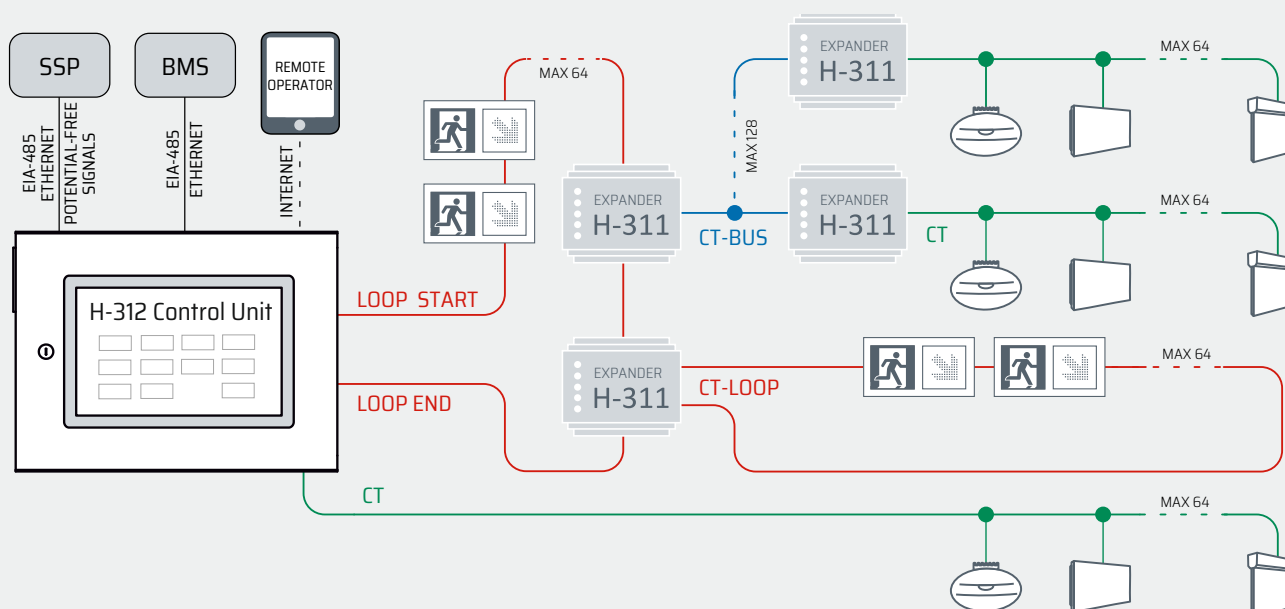 SSP
BMS
REMOTE
OPERATOR
EIA-485
ETHERNET
POTENTIAL-FREE
SIGNALS
EIA-485
ETHERNET
INTERNET
H-312 Control Unit
LOOP START
LOOP END
CT
MAX 64
EXPANDER
H-311
EXPANDER
H-311
CT-BUS
MAX 128
EXPANDER
H-311
MAX 64
EXPANDER
H-311
CT
MAX 64
CT-LOOP
MAX 64
MAX 64